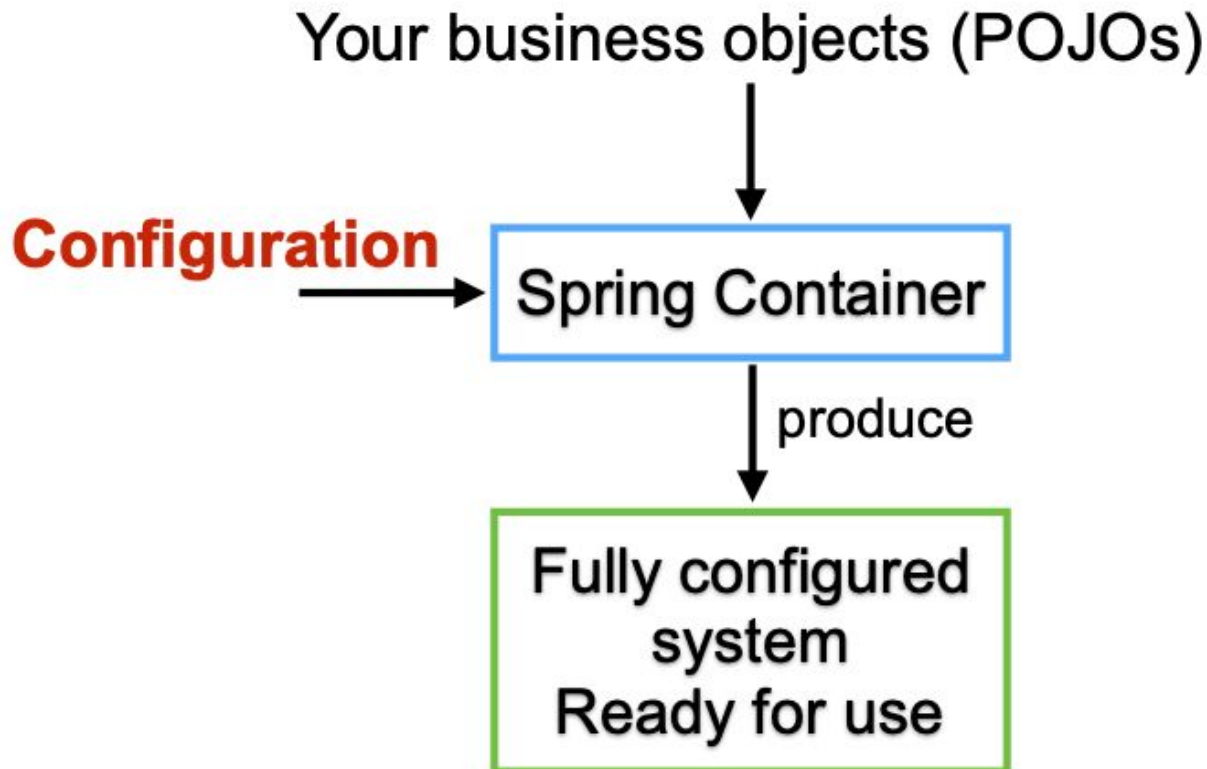 Your business objects (POJOs)
Configuration
Spring Container
produce
Fully configured
system
Ready for use